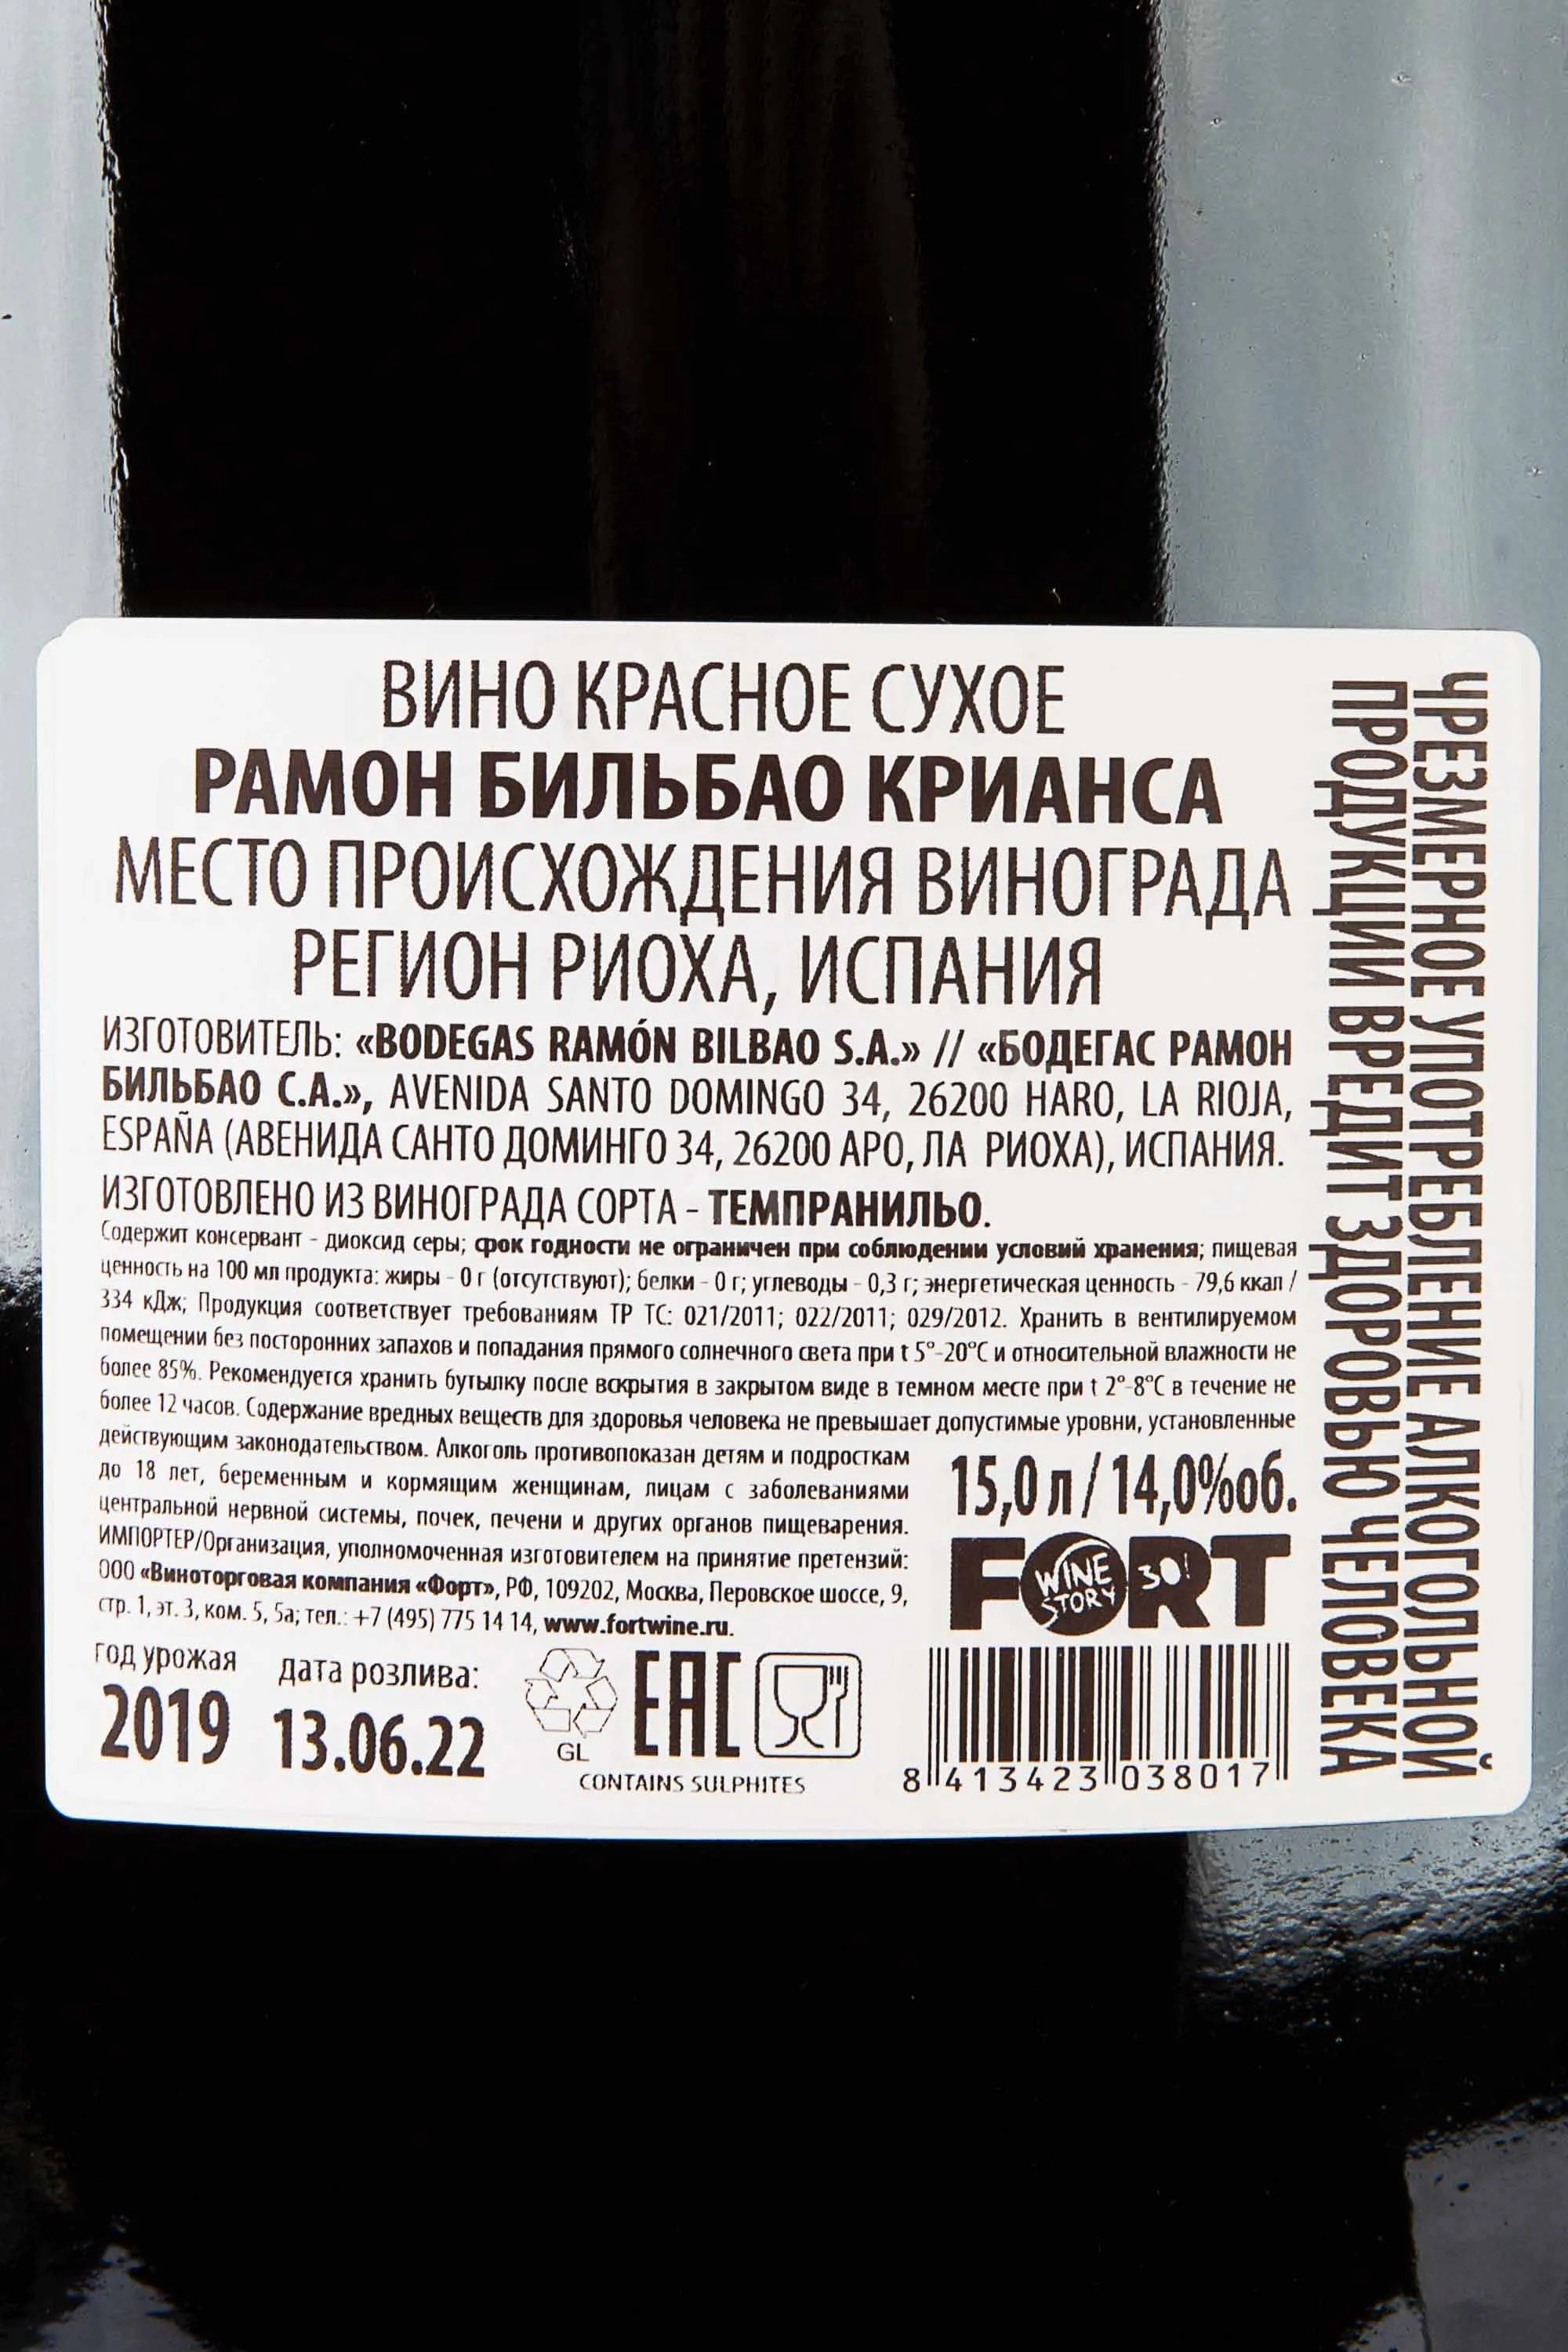 ВИНО КРАСНОЕ СУХОЕ
РАМОН БИЛЬБАО КРИАНСА
МЕСТО ПРОИСХОЖДЕНИЯ ВИНОГРАДА
РЕГИОН РИОХА, ИСПАНИЯ
ИЗГОТОВИТЕЛЬ: «BODEGAS RAMÓN BILBAO S.A.» // «БОДЕГАС РАМОН
БИЛЬБАО С.А.», AVENIDA SANTO DOMINGO 34, 26200 HARO, LA RIOJA,
ESPAÑA (АВЕНИДА САНТО ДОМИНГО 34, 26200 АРО, ЛА РИОХА), ИСПАНИЯ.
ИЗГОТОВЛЕНО ИЗ ВИНОГРАДА СОРТА - ТЕМПРАНИЛЬО.
Содержит консервант - диоксид серы; срок годности не ограничен при соблюдении условий хранения; пищевая
ценность на 100 мл продукта: жиры - 0 г (отсутствуют); белки - 0 г; углеводы - 0,3 г; энергетическая ценность - 79,6 ккал /
334 кДж; Продукция соответствует требованиям ТР ТС: 021/2011; 022/2011; 029/2012. Хранить в вентилируемом
помещении без посторонних запахов и попадания прямого солнечного света при t 5°-20°С и относительной влажности не
более 85%. Рекомендуется хранить бутылку после вскрытия в закрытом виде в темном месте при t 2°-8°С в течение не
более 12 часов. Содержание вредных веществ для здоровья человека не превышает допустимые уровни, установленные
действующим законодательством. Алкоголь противопоказан детям и подросткам
до 18 лет, беременным и кормящим женщинам, лицам с заболеваниями
центральной нервной системы, почек, печени и других органов пищеварения.
ИМПОРТЕР/Организация, уполномоченная изготовителем на принятие претензий:
ООО «Виноторговая компания «Форт», РФ, 109202, Москва, Перовское шоссе, 9,
стр. 1, эт. 3, ком. 5, 5а; тел.: +7 (495) 775 14 14, www.fortwine.ru.
15,0 л / 14,0%об.
FORT
WINE
STORY
30!
год урожая
2019
дата розлива:
13.06.22
GL
EAC
CONTAINS SULPHITES
8 413423 038017
ЧРЕЗМЕРНОЕ УПОТРЕБЛЕНИЕ АЛКОГОЛЬНОЙ
ПРОДУКЦИИ ВРЕДИТ ЗДОРОВЬЮ ЧЕЛОВЕКА